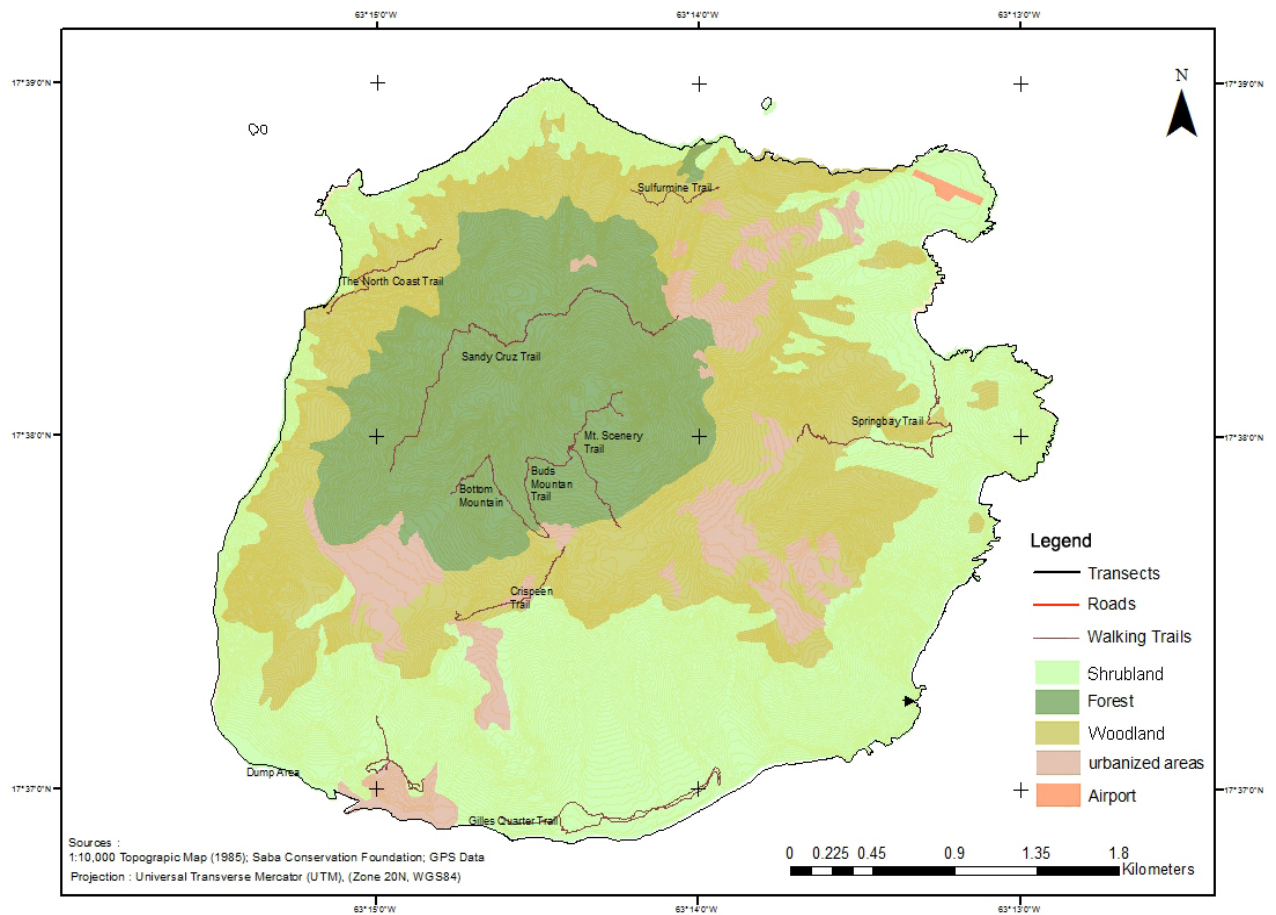 63°15'0"W 63°14'0"W 63°13'0"W
17°39'0"N 17°39'0"N
N
Sulfurmine Trail
The North Coast Trail
Sandy Cruz Trail
Springbay Trail
17°38'0"N 17°38'0"N
Mt. Scenery
Trail
Buds
Mountan
Trail
Bottom
Mountain
Crispeen
Trail
Legend
Transects
Roads
Walking Trails
Shrubland
Forest
Woodland
urbanized areas
Airport
Dump Area
17°37'0"N 17°37'0"N
Gilles Quarter Trail
Sources :
1:10,000 Topograpic Map (1985); Saba Conservation Foundation; GPS Data
Projection : Universal Transverse Mercator (UTM), (Zone 20N, WGS84)
0 0.225 0.45 0.9 1.35 1.8
Kilometers
63°15'0"W 63°14'0"W 63°13'0"W